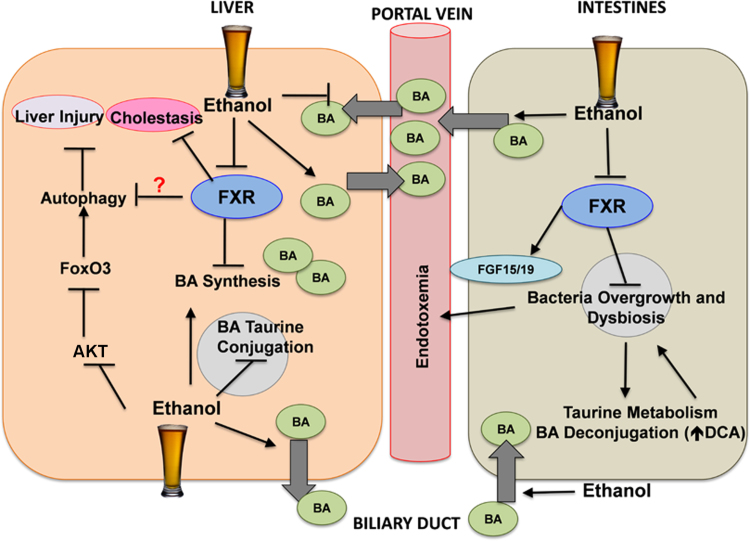 LIVER
PORTAL VEIN
INTESTINES
Liver Injury
Cholestasis
Ethanol
BA
BA
BA
BA
Ethanol
BA
Autophagy
?
FXR
BA
BA
FXR
FoxO3
BA Synthesis
BA
BA
FGF15/19
Endotoxemia
Bacteria Overgrowth and
Dysbiosis
BA Taurine
Conjugation
AKT
Ethanol
BA
BA
Taurine Metabolism
BA Deconjugation (↑DCA)
BA
BA
Ethanol
BILIARY DUCT